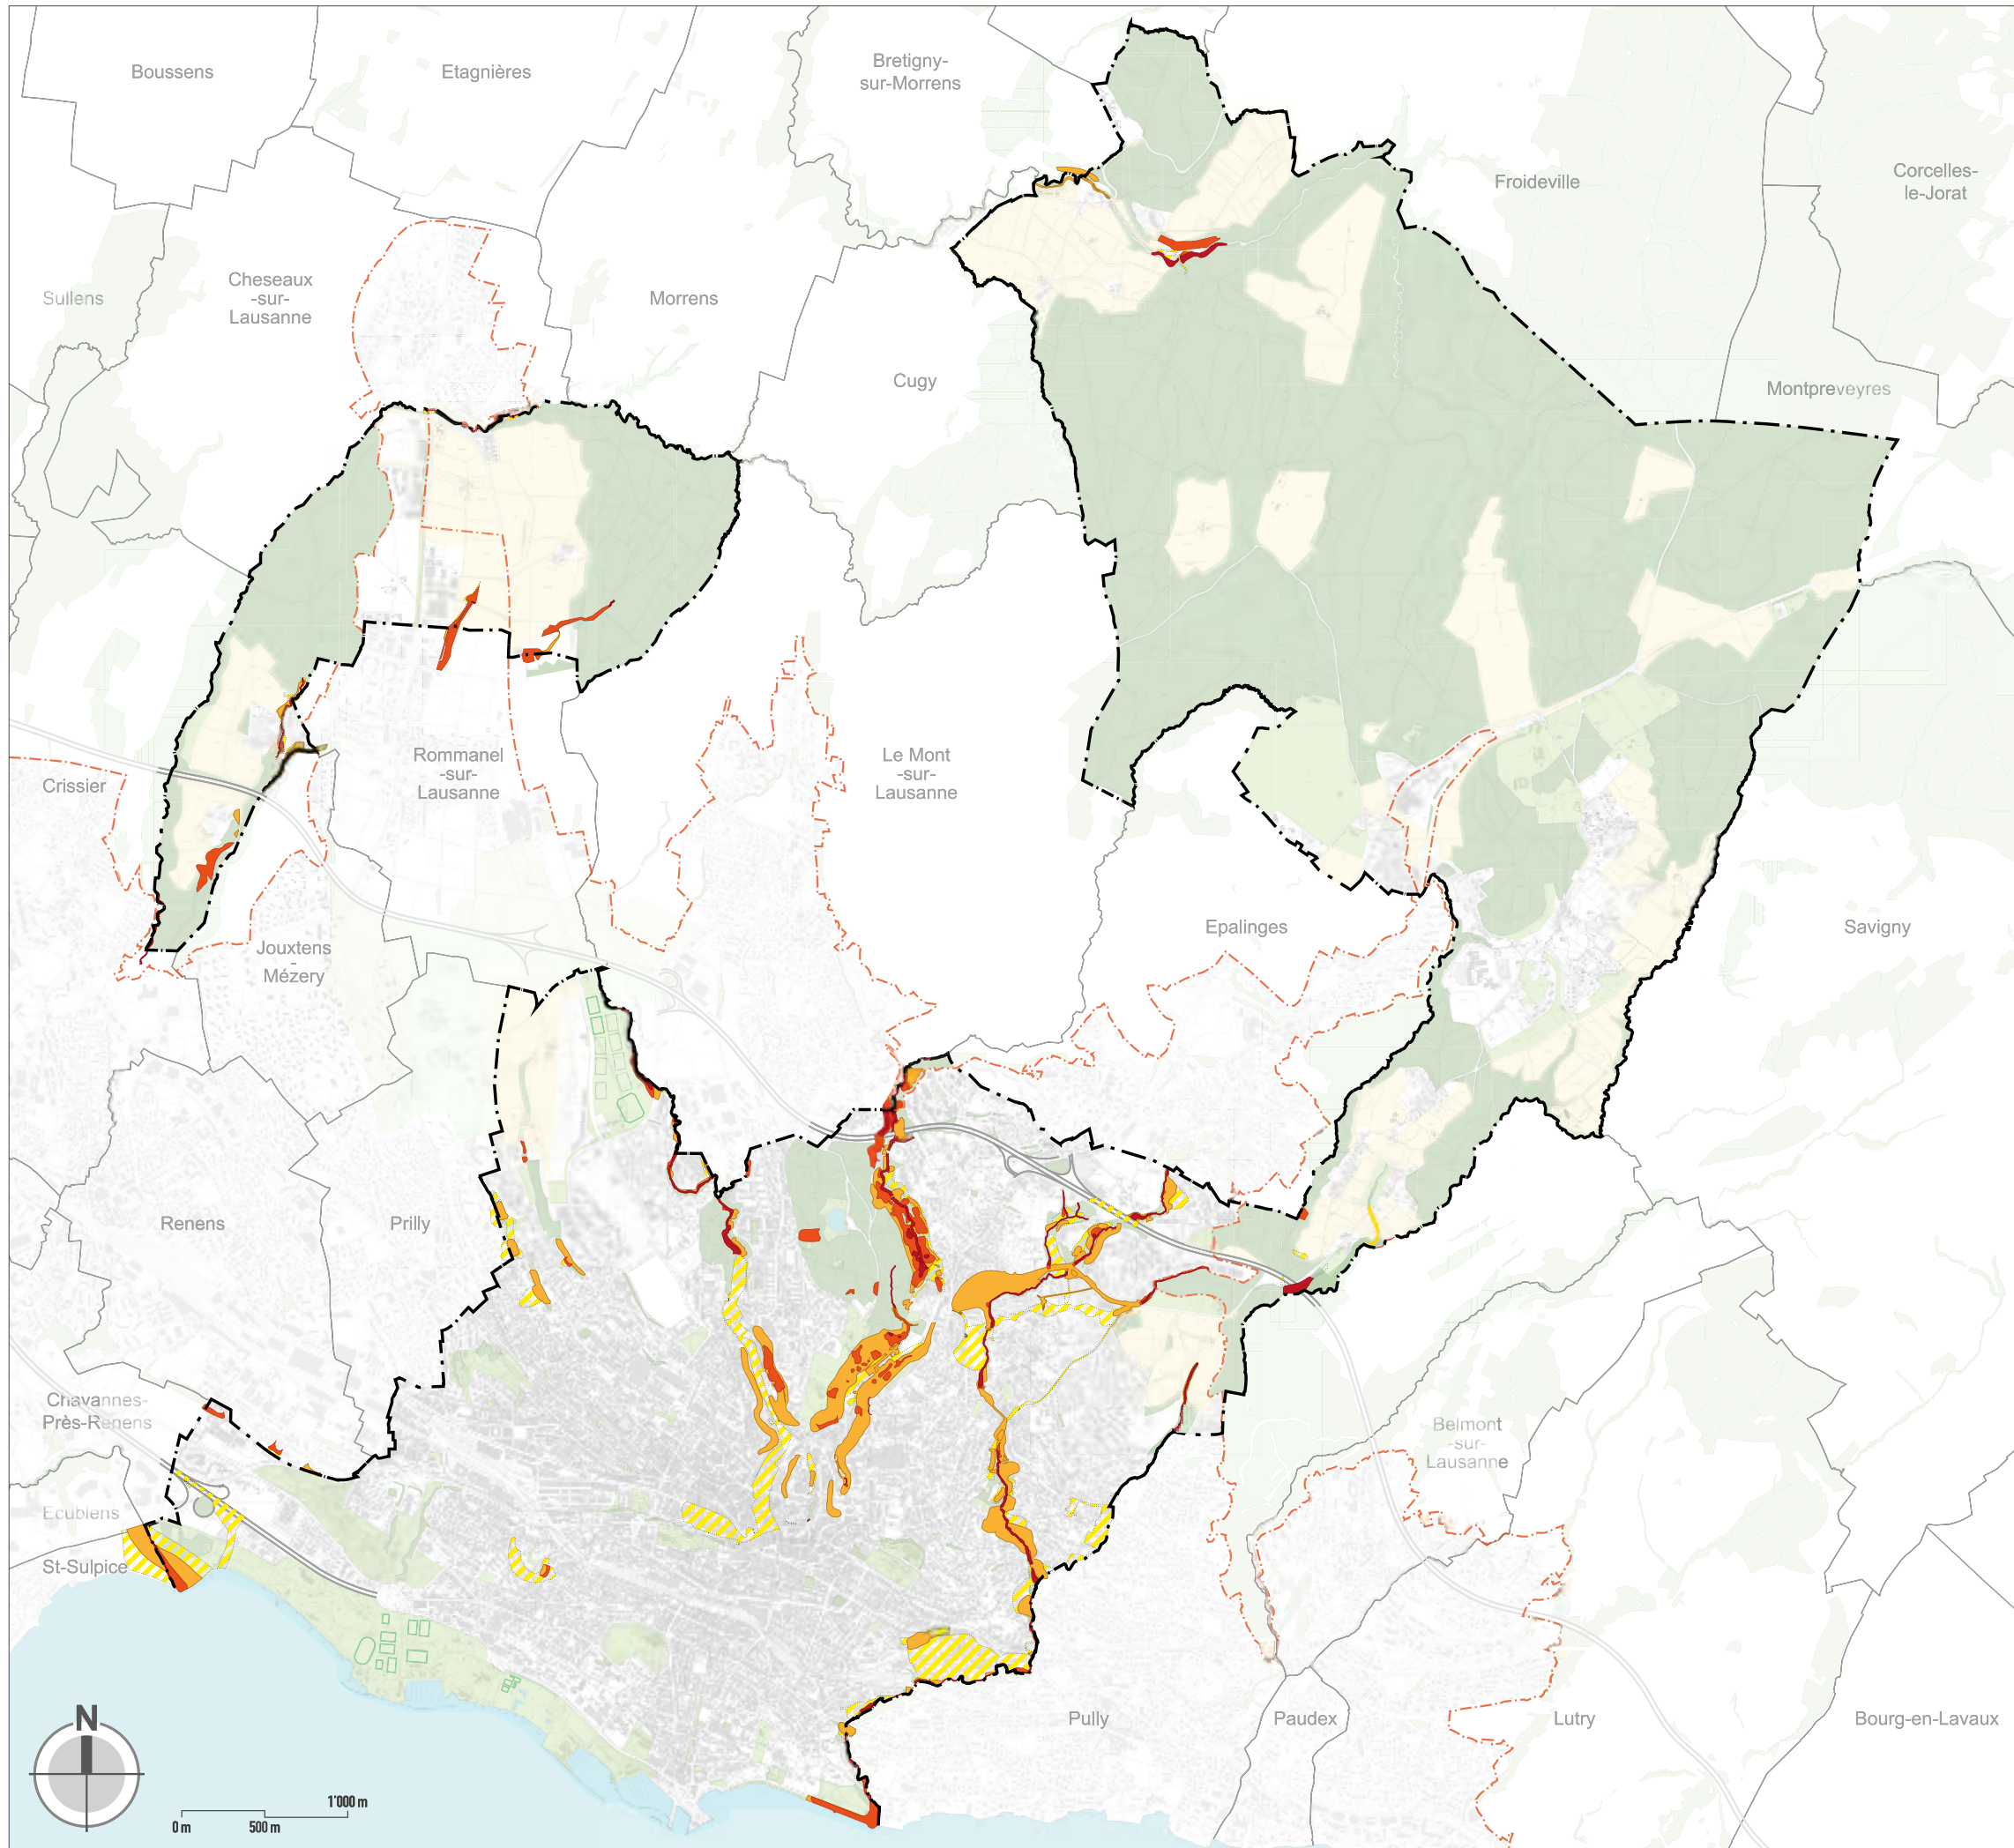 Boussens
Etagnières
Bretigny-
sur-Morrens
Froideville
Corcelles-
le-Jorat
Cheseaux
-sur-
Lausanne
Sullens
Morrens
Cugy
Montpreveyres
Crissier
Rommanel
-sur-
Lausanne
Le Mont
-sur-
Lausanne
Epalinges
Savigny
Jouxtens
-
Mézery
Renens
Prilly
Chavannes-
Près-Renens
Belmont
-sur-
Lausanne
Ecublens
St-Sulpice
Pully
Paudex
Lutry
Bourg-en-Lavaux
N
1'000 m
0 m
500 m